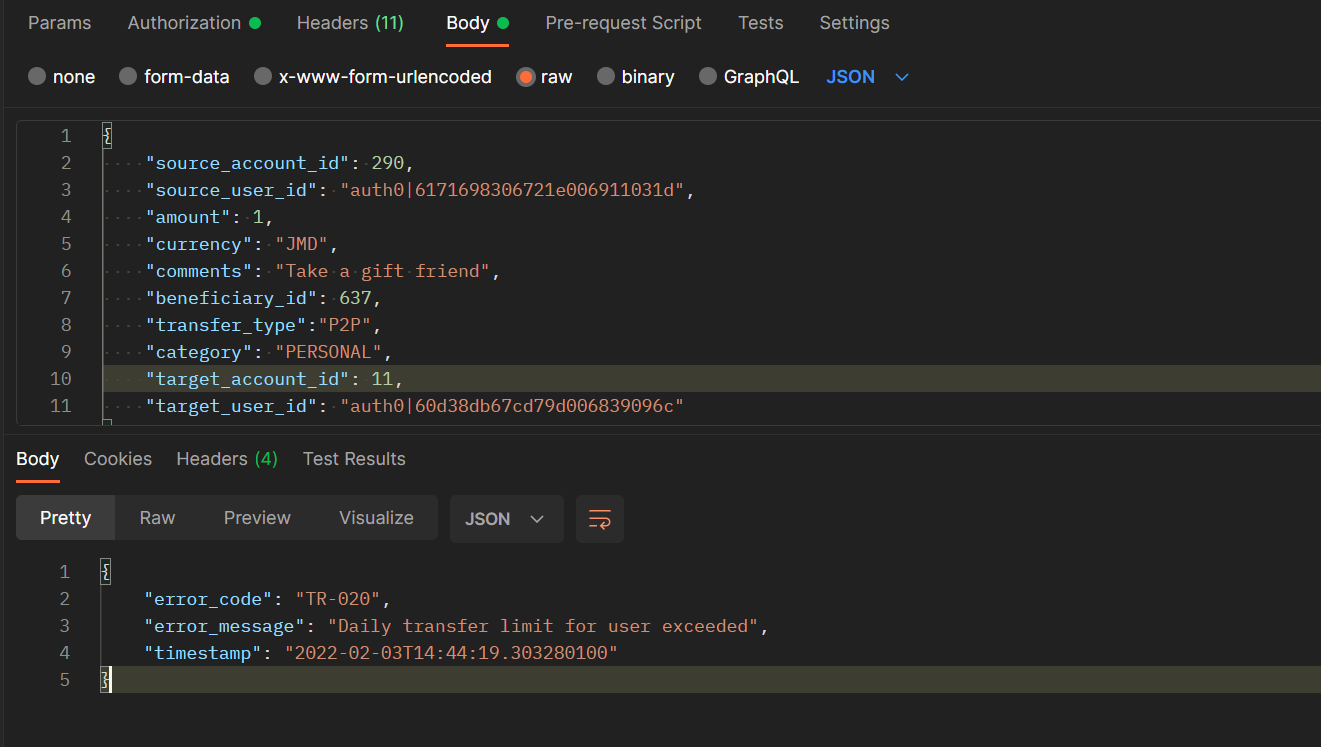 Params Authorization Headers (11) Body Pre-request Script Tests Settings
none form-data x-www-form-urlencoded raw binary GraphQL JSON
1 {
2 "source_account_id": 290,
3 "source_user_id": "auth0|6171698306721e006911031d",
4 "amount": 1,
5 "currency": "JMD",
6 "comments": "Take a gift friend",
7 "beneficiary_id": 637,
8 "transfer_type":"P2P",
9 "category": "PERSONAL",
10 "target_account_id": 11,
11 "target_user_id": "auth0|60d38db67cd79d006839096c"
Body Cookies Headers (4) Test Results
Pretty Raw Preview Visualize JSON
1 {
2 "error_code": "TR-020",
3 "error_message": "Daily transfer limit for user exceeded",
4 "timestamp": "2022-02-03T14:44:19.303280100"
5 }